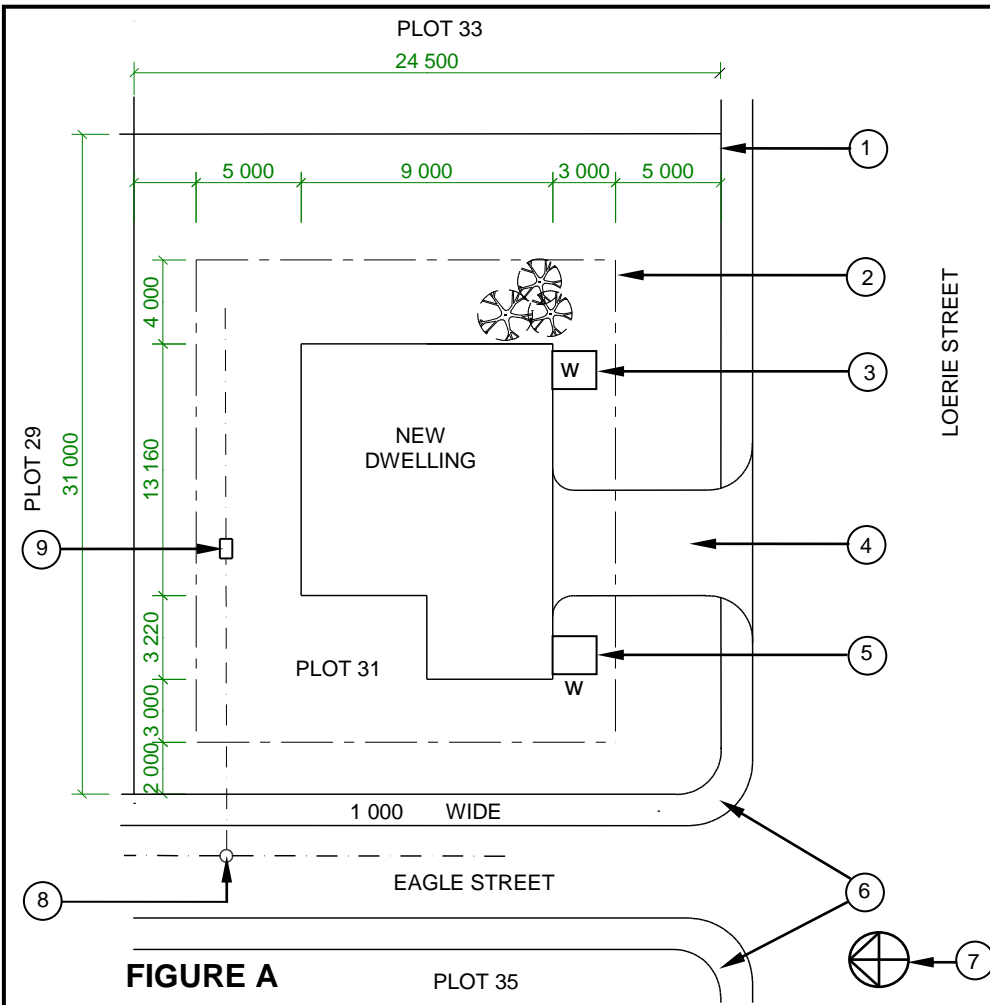 PLOT 33
24 500
1
5 000
9 000
3 000
5 000
2
4 000
LOERIE STREET
W
3
NEW
DWELLING
PLOT 29
31 000
13 160
9
4
3 220
PLOT 31
5
W
3 000
2 000
1 000 WIDE
8
EAGLE STREET
6
FIGURE A
PLOT 35
7